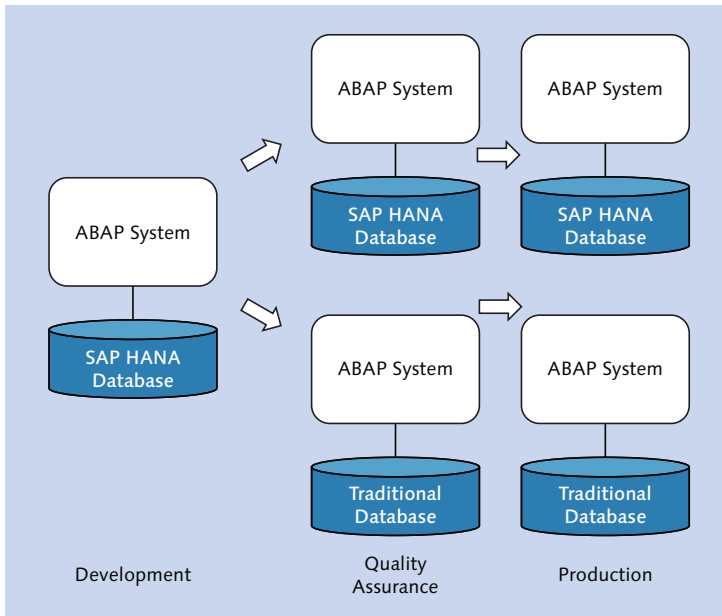 ABAP System
SAP HANA
Database
ABAP System
SAP HANA
Database
ABAP System
SAP HANA
Database
ABAP System
Traditional
Database
ABAP System
Traditional
Database
Development
Quality
Assurance
Production